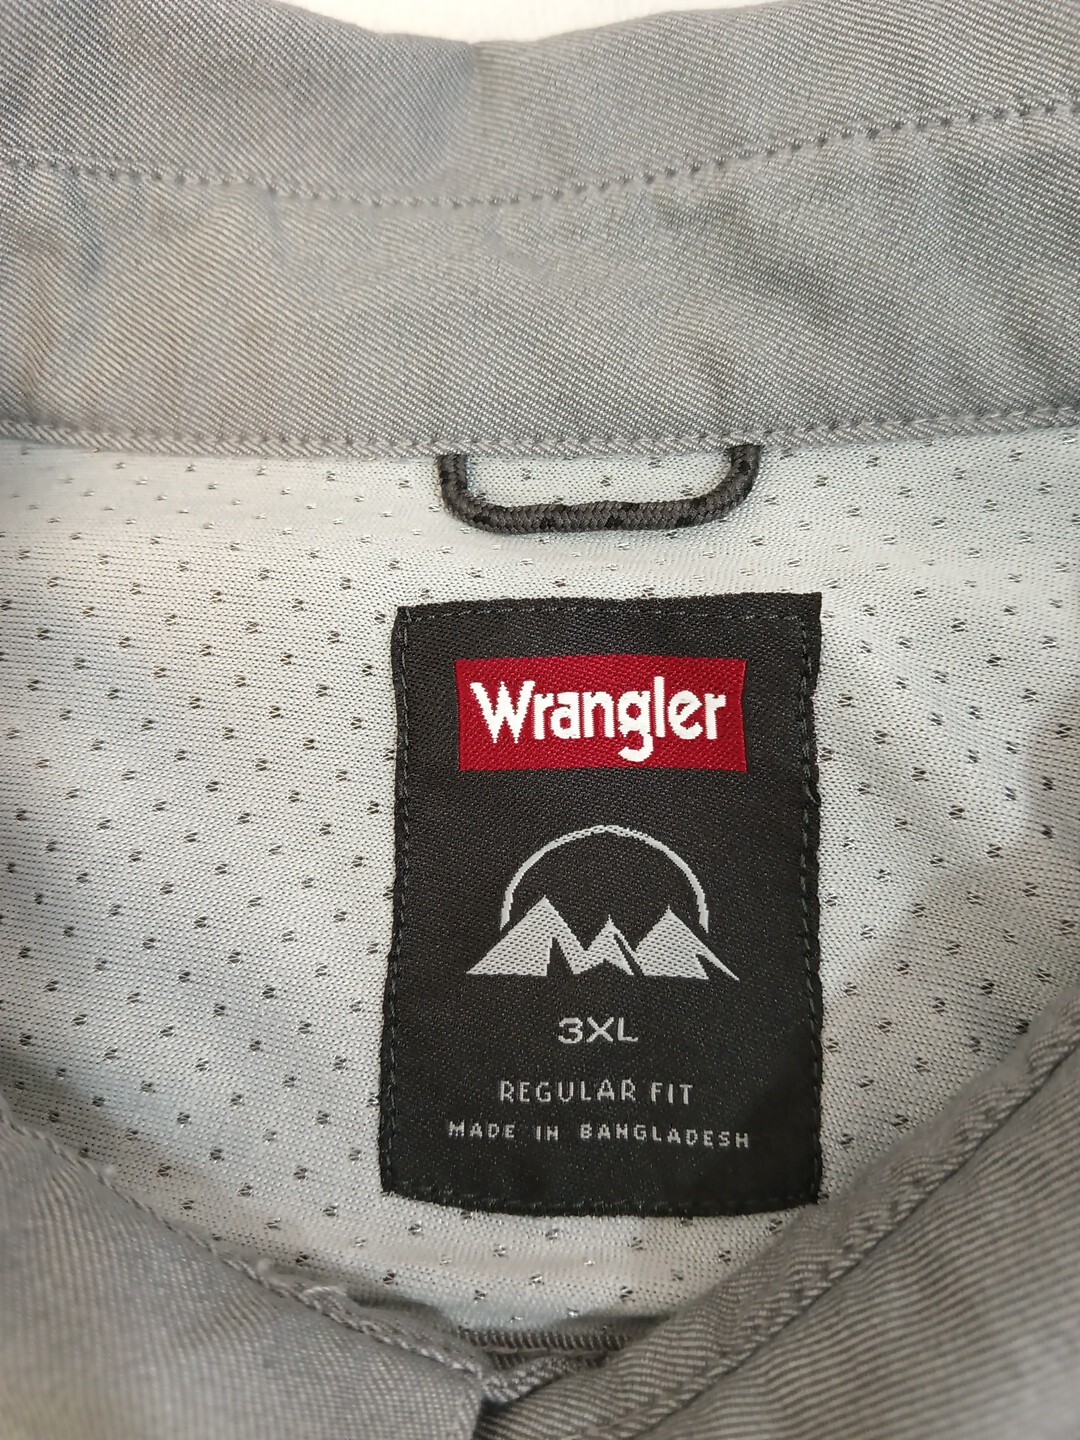 Wrangler
3XL
REGULAR FIT
MADE IN BANGLADESH